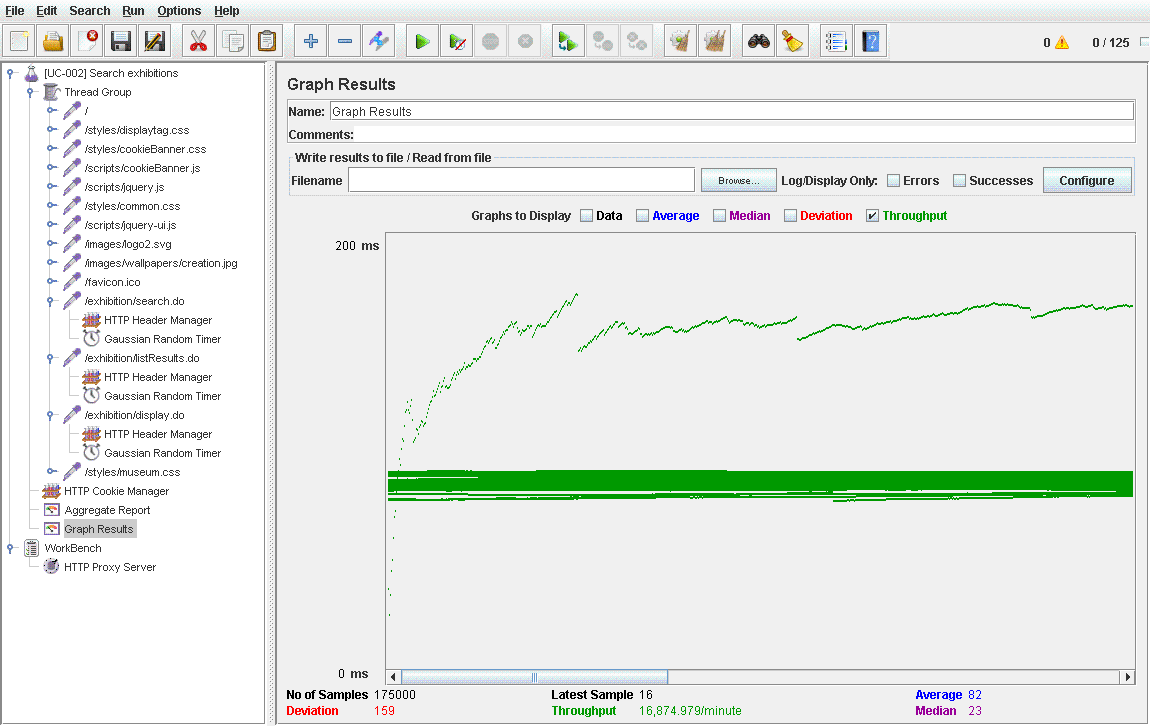 File Edit Search Run Options Help
0 0 / 125
[UC-002] Search exhibitions
Thread Group
/
/styles/displaytag.css
/styles/cookieBanner.css
/scripts/cookieBanner.js
/scripts/jquery.js
/styles/common.css
/scripts/jquery-ui.js
/images/logo2.svg
/images/wallpapers/creation.jpg
/favicon.ico
/exhibition/search.do
HTTP Header Manager
Gaussian Random Timer
/exhibition/listResults.do
HTTP Header Manager
Gaussian Random Timer
/exhibition/display.do
HTTP Header Manager
Gaussian Random Timer
/styles/museum.css
HTTP Cookie Manager
Aggregate Report
Graph Results
WorkBench
HTTP Proxy Server
Graph Results
Name: Graph Results
Comments:
Write results to file / Read from file
Filename Browse... Log/Display Only: Errors Successes Configure
Graphs to Display Data Average Median Deviation Throughput
200 ms
0 ms
No of Samples 175000 Latest Sample 16 Average 82
Deviation 159 Throughput 16,874.979/minute Median 23